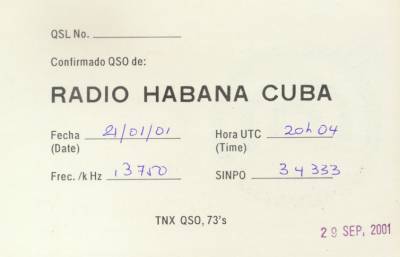 QSL No.
Confirmado QSO de:
RADIO HABANA CUBA
Fecha 21/01/01 Hora UTC 20h04
(Date) (Time)
Frec. /k Hz 13750 SINPO 34333
TNX QSO, 73's
29 SEP, 2001